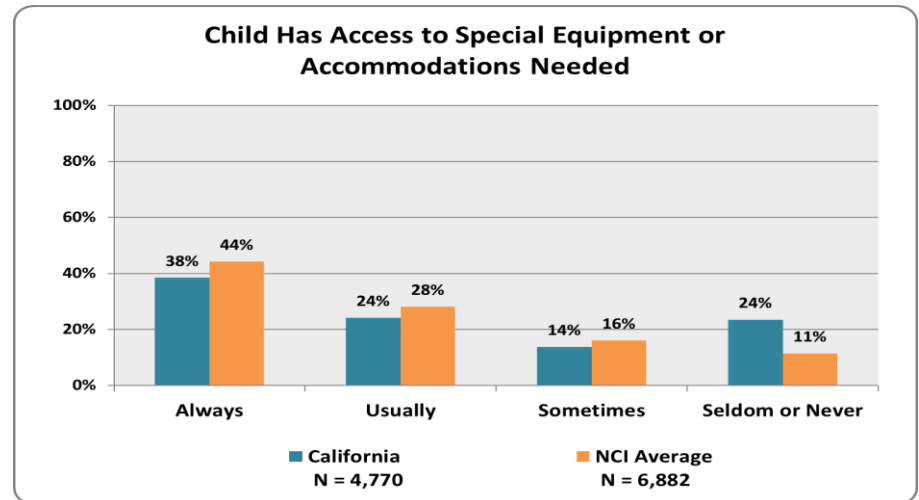 Child Has Access to Special Equipment or
Accommodations Needed
100%
80%
60%
40%
20%
0%
38%
44%
24%
28%
14%
16%
24%
11%
Always
Usually
Sometimes
Seldom or Never
California
N = 4,770
NCI Average
N = 6,882